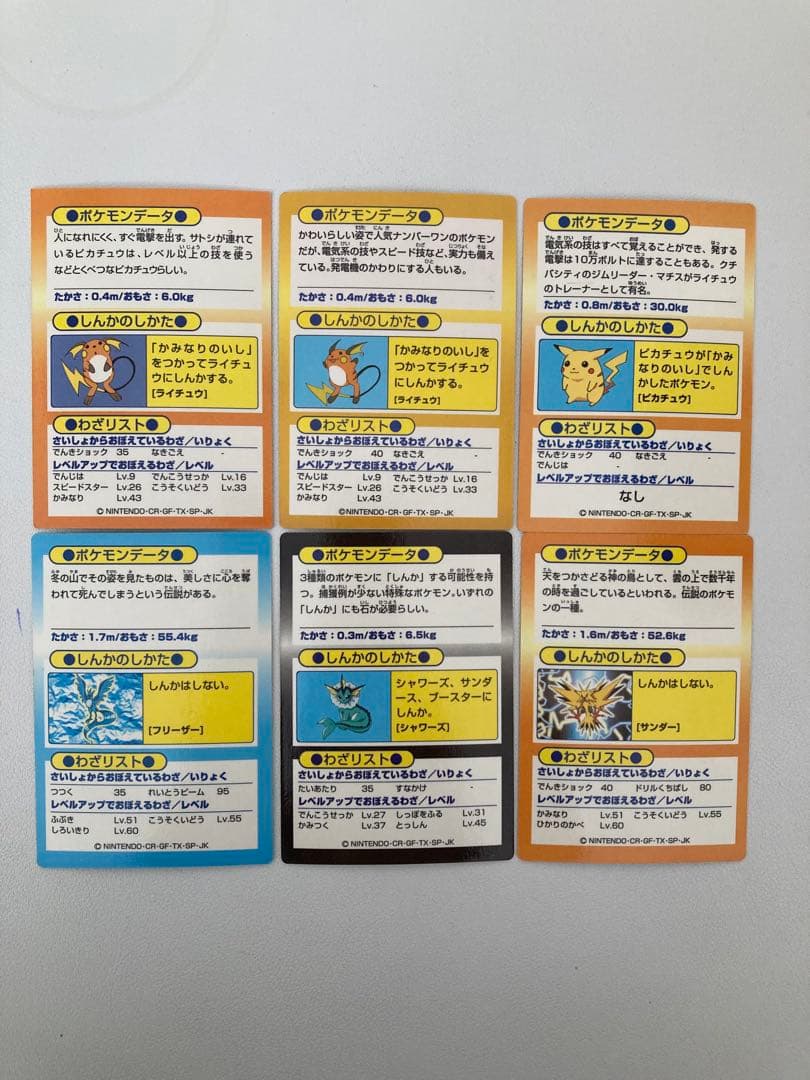 ●ポケモンデータ●
人になれにくく、すぐ電撃を出す。サトシが連れて
いるピカチュウは、レベル以上の技を使う
などとくべつなピカチュウらしい。
たかさ：0.4m/おもさ：6.0kg
●しんかのしかた●
「かみなりのいし」
をつかってライチュウ
にしんかする。
[ライチュウ]
●わざリスト●
さいしょからおぼえているわざ／いりょく
でんきショック 35 なきごえ -
レベルアップでおぼえるわざ／レベル
でんじは Lv.9 でんこうせっか Lv.16
スピードスター Lv.26 こうそくいどう Lv.33
かみなり Lv.43
©NINTENDO・CR・GF・TX・SP・JK
●ポケモンデータ●
かわいらしい姿で人気ナンバーワンのポケモン
だが、電気系の技やスピード技など、実力も備え
ている。発電機のかわりにする人もいる。
たかさ：0.4m/おもさ：6.0kg
●しんかのしかた●
「かみなりのいし」を
つかってライチュウ
にしんかする。
[ライチュウ]
●わざリスト●
さいしょからおぼえているわざ／いりょく
でんきショック 40 なきごえ -
レベルアップでおぼえるわざ／レベル
でんじは Lv.9 でんこうせっか Lv.16
スピードスター Lv.26 こうそくいどう Lv.33
かみなり Lv.43
©NINTENDO・CR・GF・TX・SP・JK
●ポケモンデータ●
電気系の技はすべて覚えることができ、発する
電撃は10万ボルトに達することもある。クチ
バシティのジムリーダー・マチスがライチュウ
のトレーナーとして有名。
たかさ：0.8m/おもさ：30.0kg
●しんかのしかた●
ピカチュウが「かみ
なりのいし」でしん
かしたポケモン。
[ピカチュウ]
●わざリスト●
さいしょからおぼえているわざ／いりょく
でんきショック 40 なきごえ -
でんじは -
レベルアップでおぼえるわざ／レベル
なし
©NINTENDO・CR・GF・TX・SP・JK
●ポケモンデータ●
冬の山でその姿を見たものは、美しさに心を奪
われて死んでしまうという伝説がある。
たかさ：1.7m/おもさ：55.4kg
●しんかのしかた●
しんかはしない。
[フリーザー]
●わざリスト●
さいしょからおぼえているわざ／いりょく
つつく 35 れいとうビーム 95
レベルアップでおぼえるわざ／レベル
ふぶき Lv.51 こうそくいどう Lv.55
しろいきり Lv.60
©NINTENDO・CR・GF・TX・SP・JK
●ポケモンデータ●
3種類のポケモンに「しんか」する可能性を持
つ。捕獲例が少ない特殊なポケモン。いずれの
「しんか」にも石が必要らしい。
たかさ：0.3m/おもさ：6.5kg
●しんかのしかた●
シャワーズ、サンダ
ース、ブースターに
しんか。
[シャワーズ]
●わざリスト●
さいしょからおぼえているわざ／いりょく
たいあたり 35 すなかけ -
レベルアップでおぼえるわざ／レベル
でんこうせっか Lv.27 しっぽをふる Lv.31
かみつく Lv.37 とっしん Lv.45
©NINTENDO・CR・GF・TX・SP・JK
●ポケモンデータ●
天をつかさどる神の鳥として、雲の上で数千年
の時を過ごしているといわれる。伝説のポケモ
ンの一種。
たかさ：1.6m/おもさ：52.6kg
●しんかのしかた●
しんかはしない。
[サンダー]
●わざリスト●
さいしょからおぼえているわざ／いりょく
でんきショック 40 ドリルくちばし 80
レベルアップでおぼえるわざ／レベル
かみなり Lv.51 こうそくいどう Lv.55
ひかりのかべ Lv.60
©NINTENDO・CR・GF・TX・SP・JK